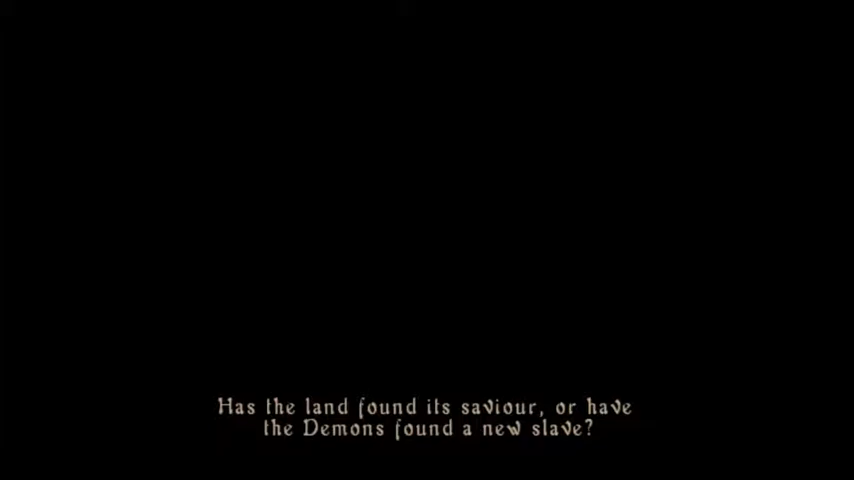 Has the land found its saviour, or have
the Demons found a new slave?